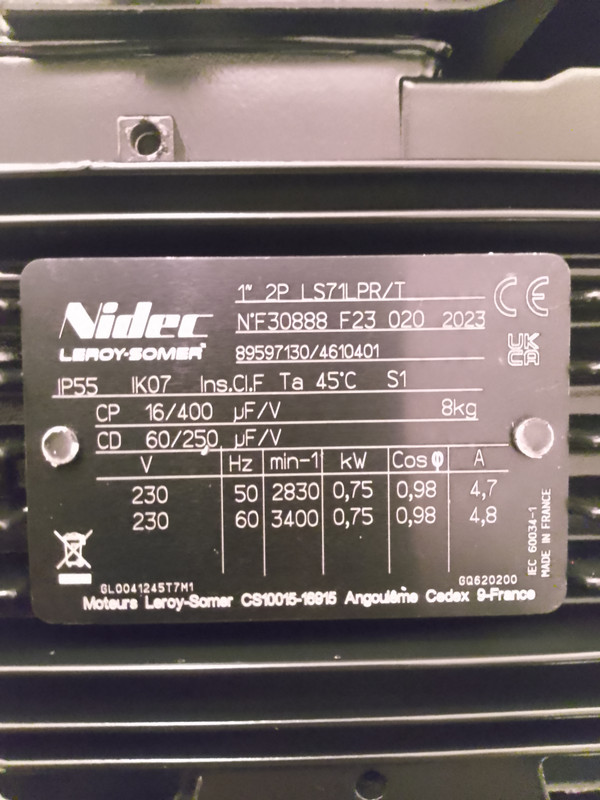 Nidec
LEROY-SOMER
1~ 2P LS71LPR/T
N°F30888 F23 020 2023
89597130/4610401
CE
UK
CA
IP55 IK07 Ins.Cl.F Ta 45°C S1
CP 16/400 µF/V 8kg
CD 60/250 µF/V
V Hz min-1 kW Cos φ A
230 50 2830 0,75 0,98 4,7
230 60 3400 0,75 0,98 4,8
IEC 60034-1
MADE IN FRANCE
GL0041245T7M1 GQ620200
Moteurs Leroy-Somer CS10015-16915 Angoulême Cedex 9-France